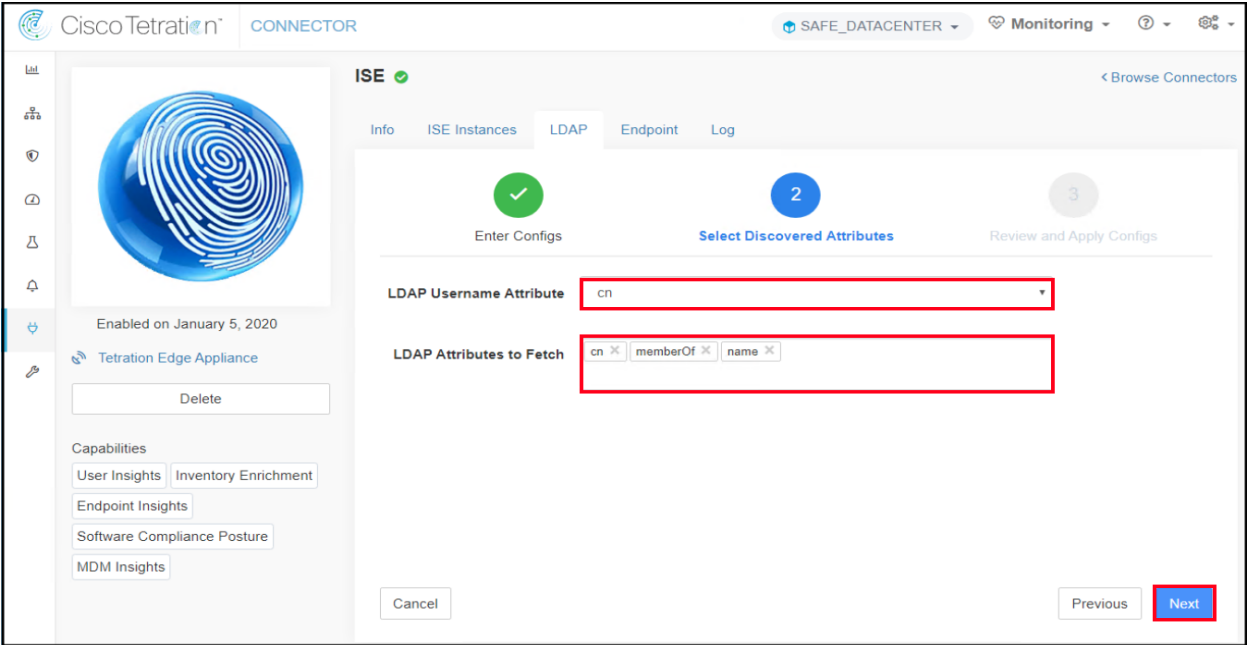 Cisco Tetration™ CONNECTOR SAFE_DATACENTER Monitoring ?
ISE
< Browse Connectors
Info ISE Instances LDAP Endpoint Log
2 3
Enter Configs Select Discovered Attributes Review and Apply Configs
LDAP Username Attribute cn
LDAP Attributes to Fetch cn × memberOf × name ×
Enabled on January 5, 2020
Tetration Edge Appliance
Delete
Capabilities
User Insights Inventory Enrichment
Endpoint Insights
Software Compliance Posture
MDM Insights
Cancel Previous Next